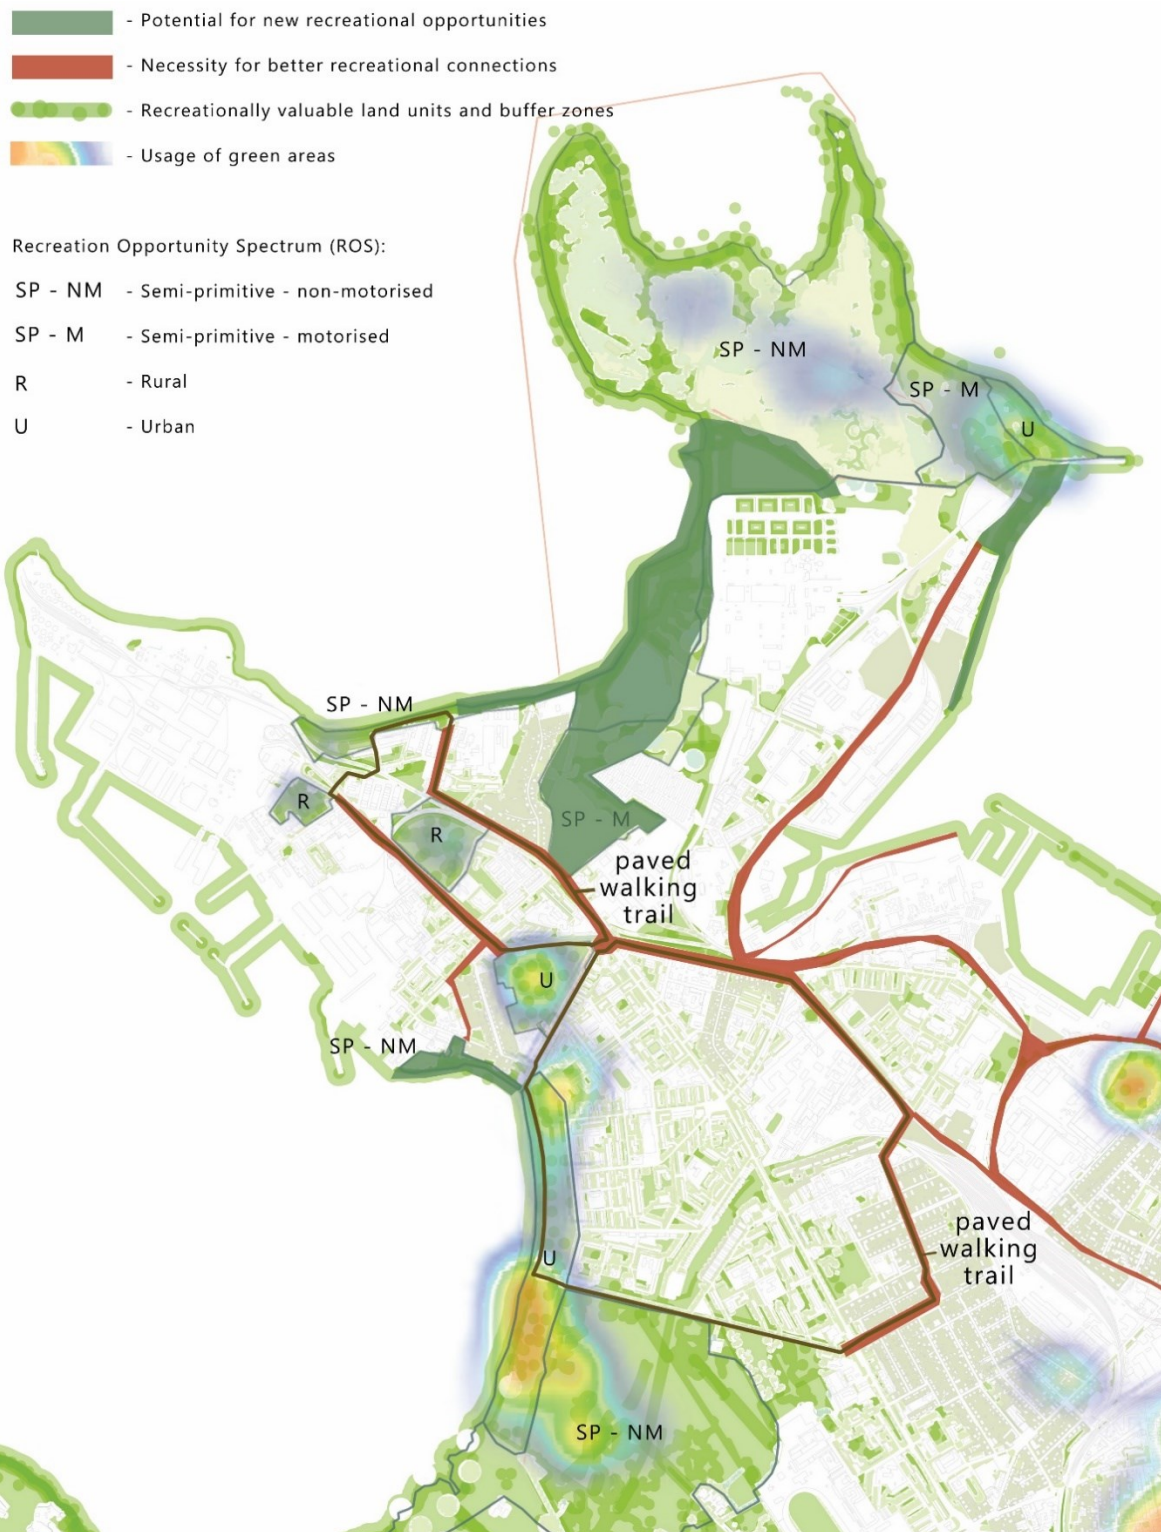 - Potential for new recreational opportunities
- Necessity for better recreational connections
- Recreationally valuable land units and buffer zones
- Usage of green areas
Recreation Opportunity Spectrum (ROS):
SP - NM - Semi-primitive - non-motorised
SP - M - Semi-primitive - motorised
R - Rural
U - Urban
SP - NM
SP - M
U
SP - NM
R
R
SP - M
paved
walking
trail
U
SP - NM
paved
walking
trail
U
SP - NM